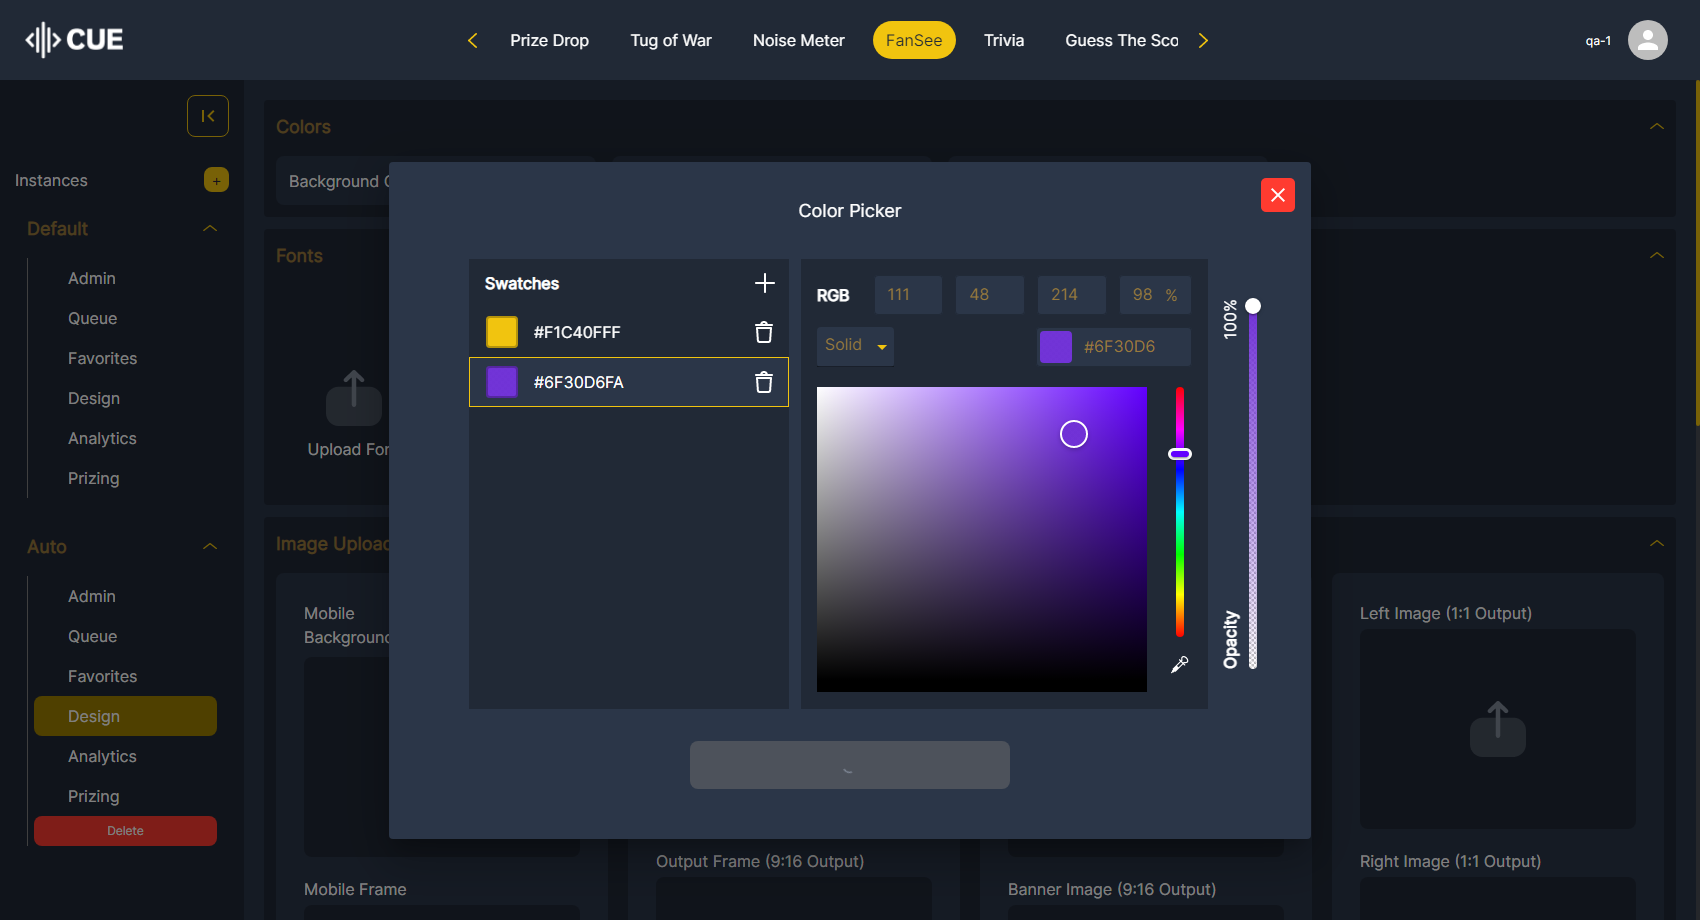 CUE
Prize Drop
Tug of War
Noise Meter
FanSee
Trivia
Guess The Sco
qa-1
Instances
+
Default
Admin
Queue
Favorites
Design
Analytics
Prizing
Auto
Admin
Queue
Favorites
Design
Analytics
Prizing
Delete
Colors
Background C
Fonts
Upload For
Image Upload
Mobile
Background
Mobile Frame
Output Frame (9:16 Output)
Banner Image (9:16 Output)
Left Image (1:1 Output)
Right Image (1:1 Output)
Color Picker
Swatches
#F1C40FFF
#6F30D6FA
RGB
111
48
214
98 %
Solid
#6F30D6
100%
Opacity